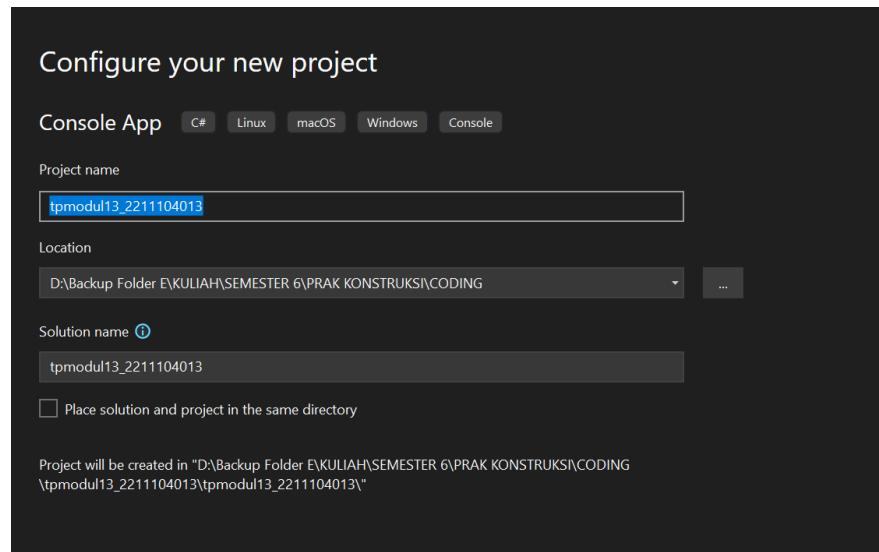 Configure your new project
Console App C# Linux macOS Windows Console
Project name
tpmodul13_2211104013
Location
D:\Backup Folder E\KULIAH\SEMESTER 6\PRAK KONSTRUKSI\CODING
...
Solution name
tpmodul13_2211104013
Place solution and project in the same directory
Project will be created in "D:\Backup Folder E\KULIAH\SEMESTER 6\PRAK KONSTRUKSI\CODING
\tpmodul13_2211104013\tpmodul13_2211104013\"